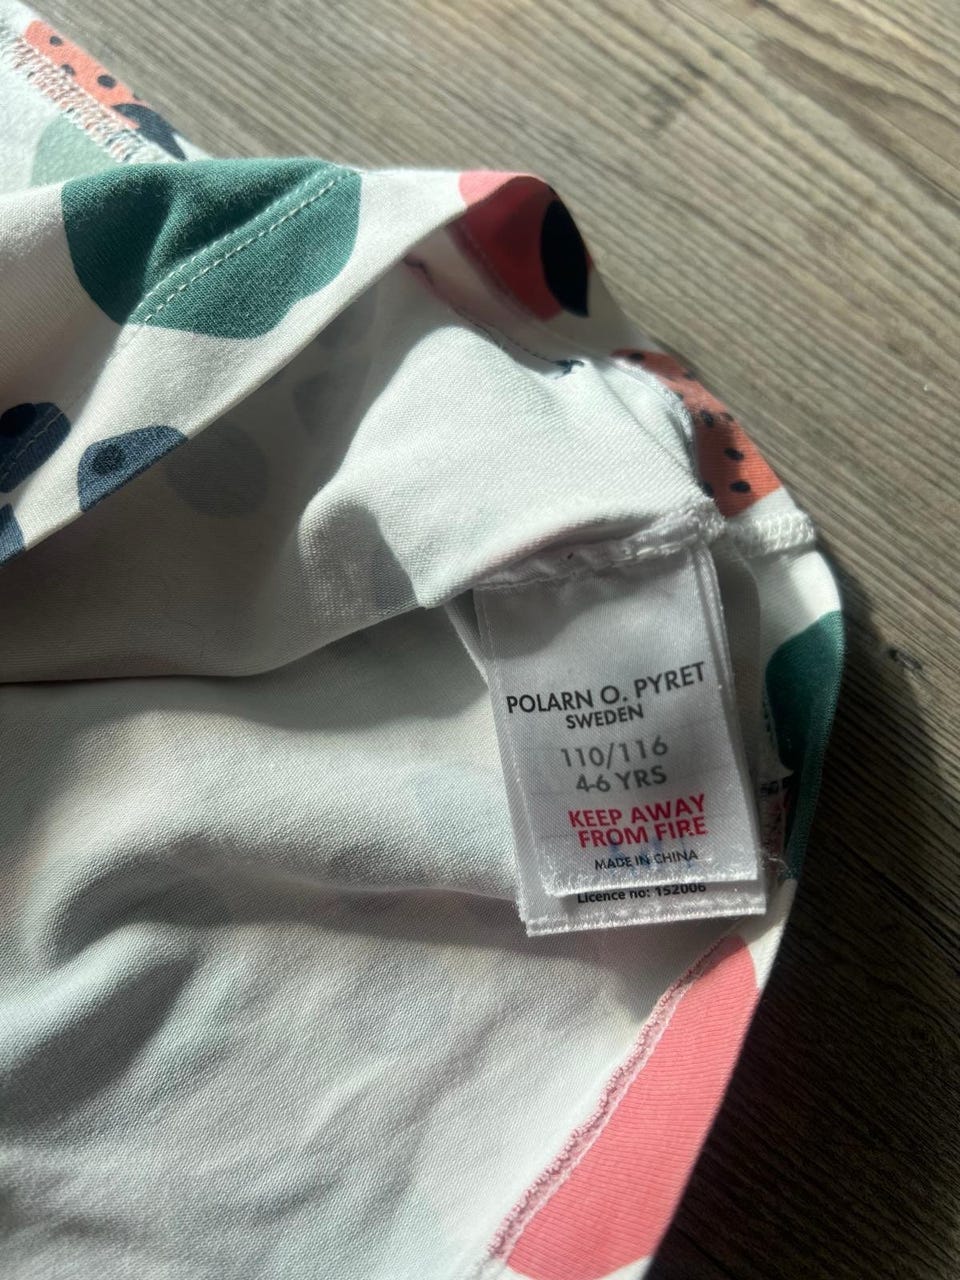 POLARN O. PYRET
SWEDEN
110/116
4-6 YRS
KEEP AWAY
FROM FIRE
MADE IN CHINA
Licence no: 152006